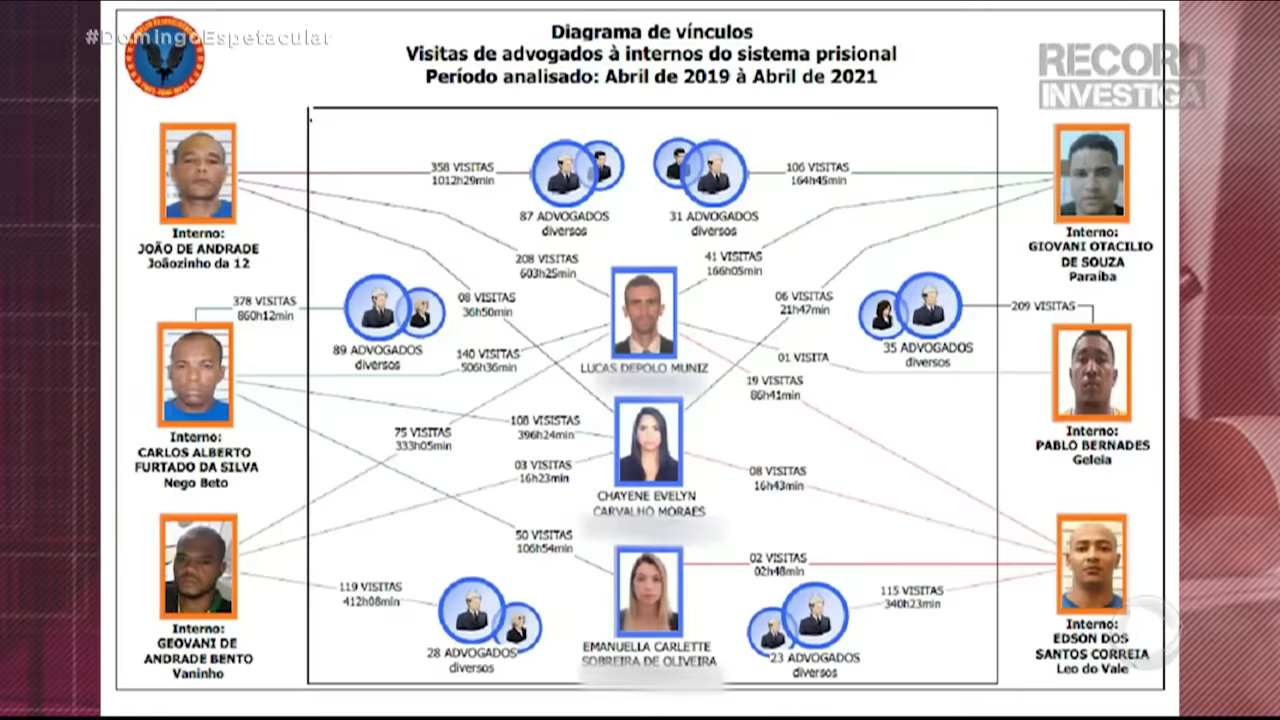 #DomingoEspetacular
Diagrama de vínculos
Visitas de advogados à internos do sistema prisional
Período analisado: Abril de 2019 à Abril de 2021
RECORD
INVESTIGA
358 VISITAS
1012h29min
106 VISITAS
164h45min
87 ADVOGADOS
diversos
31 ADVOGADOS
diversos
Interno:
JOÃO DE ANDRADE
Joãozinho da 12
Interno:
GIOVANI OTACILIO
DE SOUZA
Paraíba
208 VISITAS
603h25min
41 VISITAS
166h05min
378 VISITAS
860h12min
08 VISITAS
36h50min
06 VISITAS
21h47min
209 VISITAS
89 ADVOGADOS
diversos
35 ADVOGADOS
diversos
140 VISITAS
506h36min
LUCAS DEPOLO MUNIZ
01 VISITA
19 VISITAS
86h41min
Interno:
CARLOS ALBERTO
FURTADO DA SILVA
Nego Beto
Interno:
PABLO BERNADES
Geleia
75 VISITAS
333h05min
108 VISISTAS
396h24min
03 VISITAS
16h23min
08 VISITAS
16h43min
CHAYENE EVELYN
CARVALHO MORAES
50 VISITAS
106h54min
02 VISITAS
02h48min
119 VISITAS
412h08min
115 VISITAS
340h23min
Interno:
GEOVANI DE
ANDRADE BENTO
Vaninho
28 ADVOGADOS
diversos
EMANUELLA CARLETTE
SOBREIRA DE OLIVEIRA
23 ADVOGADOS
diversos
Interno:
EDSON DOS
SANTOS CORREIA
Leo do Vale